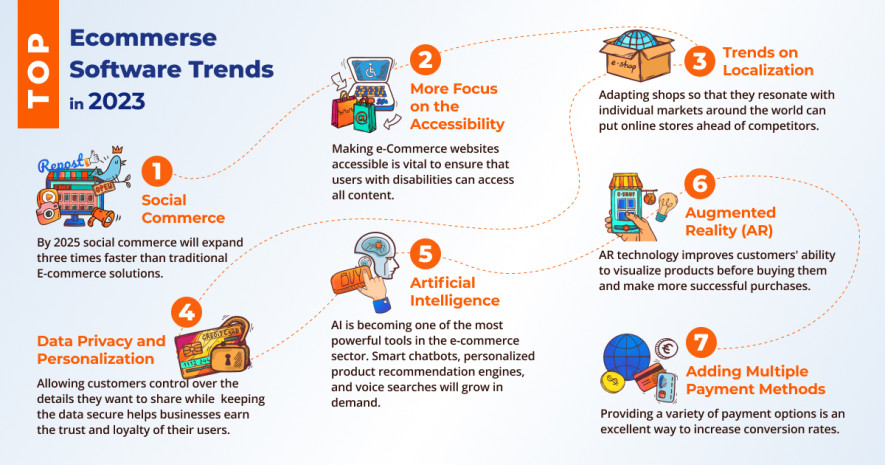 TOP
Ecommerse
Software Trends
in 2023
Repost
OPEN
1
Social
Commerce
By 2025 social commerce will expand
three times faster than traditional
E-commerce solutions.
2
More Focus
on the
Accessibility
Making e-Commerce websites
accessible is vital to ensure that
users with disabilities can access
all content.
e-shop
3
Trends on
Localization
Adapting shops so that they resonate with
individual markets around the world can
put online stores ahead of competitors.
4
Data Privacy and
Personalization
CREDIT CARD
Allowing customers control over the
details they want to share while keeping
the data secure helps businesses earn
the trust and loyalty of their users.
BUY
5
Artificial
Intelligence
AI is becoming one of the most
powerful tools in the e-commerce
sector. Smart chatbots, personalized
product recommendation engines,
and voice searches will grow in
demand.
E-SHOP
6
Augmented
Reality (AR)
AR technology improves customers' ability
to visualize products before buying them
and make more successful purchases.
€
$
7
Adding Multiple
Payment Methods
Providing a variety of payment options is an
excellent way to increase conversion rates.